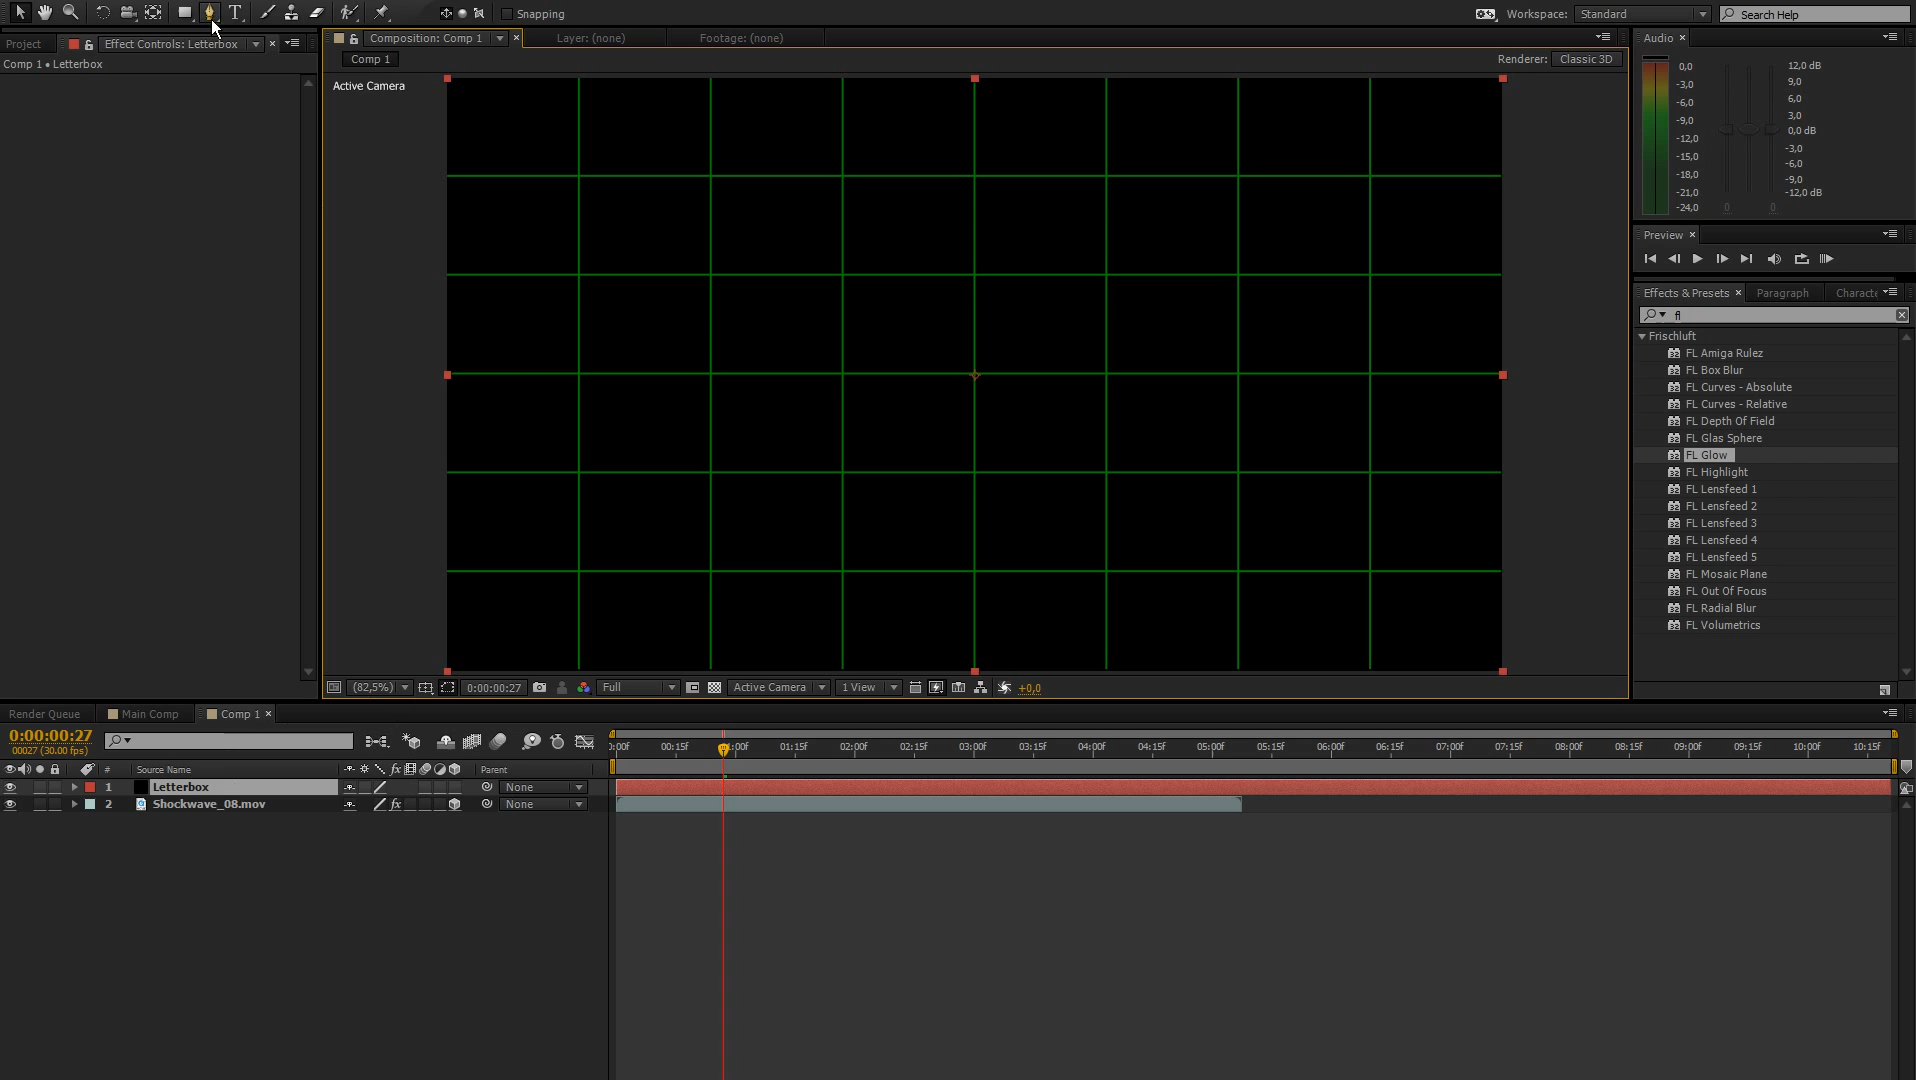 Snapping
Workspace: Standard
Search Help
Project
Effect Controls: Letterbox
Composition: Comp 1
Layer: (none)
Footage: (none)
Audio
Comp 1 • Letterbox
Comp 1
Renderer: Classic 3D
Active Camera
0,0
-3,0
-6,0
-9,0
-12,0
-15,0
-18,0
-21,0
-24,0
12,0 dB
9,0
6,0
3,0
0,0 dB
-3,0
-6,0
-9,0
-12,0 dB
0
0
Preview
Effects & Presets
Paragraph
Characte
fl
Frischluft
FL Amiga Rulez
FL Box Blur
FL Curves - Absolute
FL Curves - Relative
FL Depth Of Field
FL Glas Sphere
FL Glow
FL Highlight
FL Lensfeed 1
FL Lensfeed 2
FL Lensfeed 3
FL Lensfeed 4
FL Lensfeed 5
FL Mosaic Plane
FL Out Of Focus
FL Radial Blur
FL Volumetrics
(82,5%)
0:00:00:27
Full
Active Camera
1 View
+0,0
Render Queue
Main Comp
Comp 1
0:00:00:27
00027 (30.00 fps)
):00f 00:15f 01:00f 01:15f 02:00f 02:15f 03:00f 03:15f 04:00f 04:15f 05:00f 05:15f 06:00f 06:15f 07:00f 07:15f 08:00f 08:15f 09:00f 09:15f 10:00f 10:15f
# Source Name fx Parent
1 Letterbox None
2 Shockwave_08.mov fx None